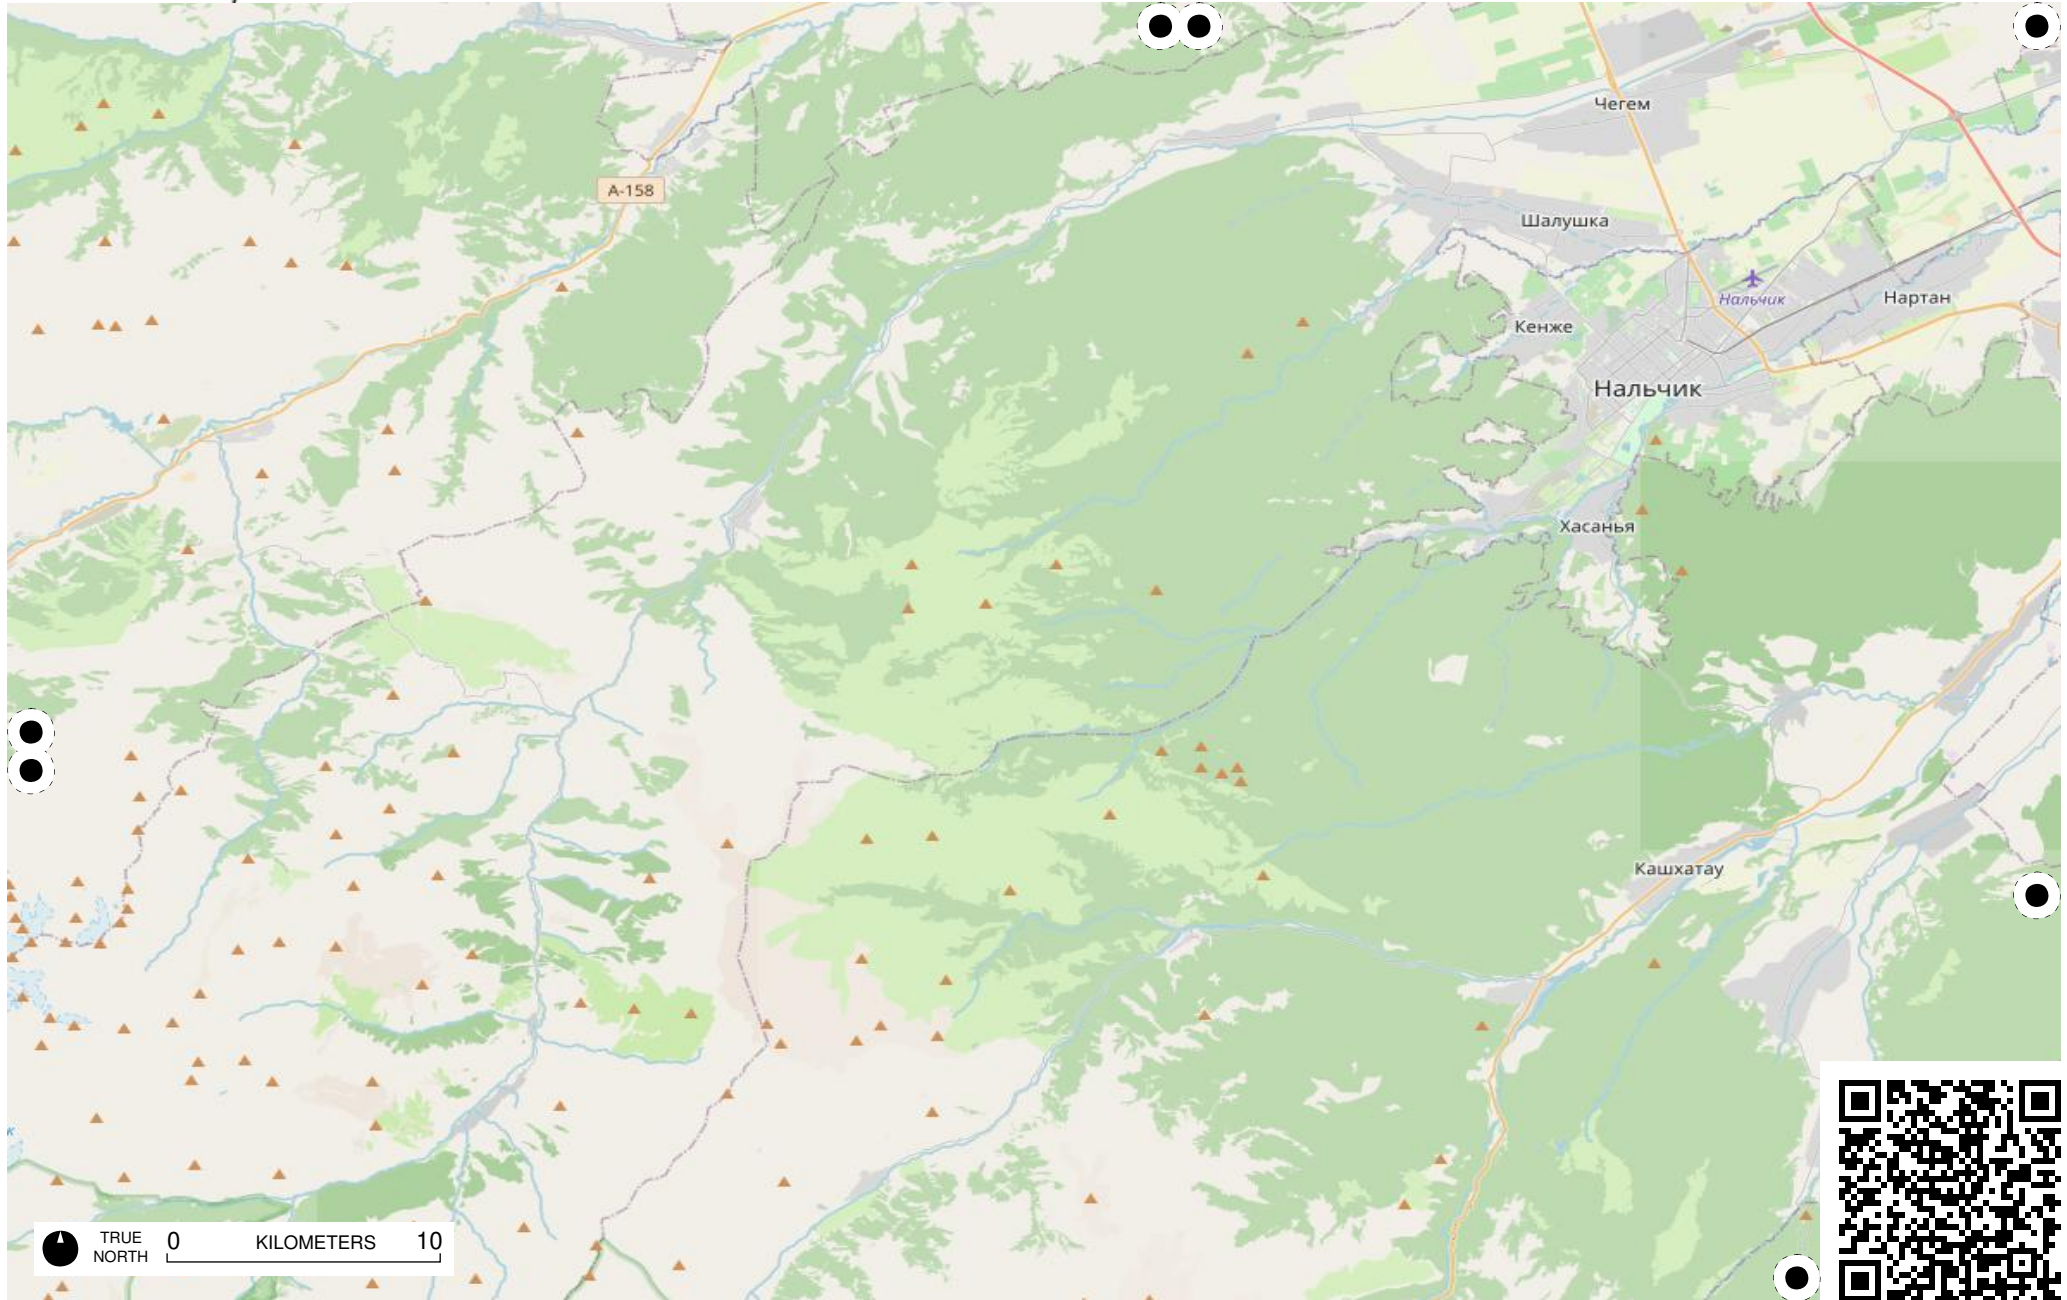 Чегем
А-158
Шалушка
Нальчик
Нартан
Кенже
Нальчик
Хасанья
Кашхатау
TRUE NORTH
0 KILOMETERS 10